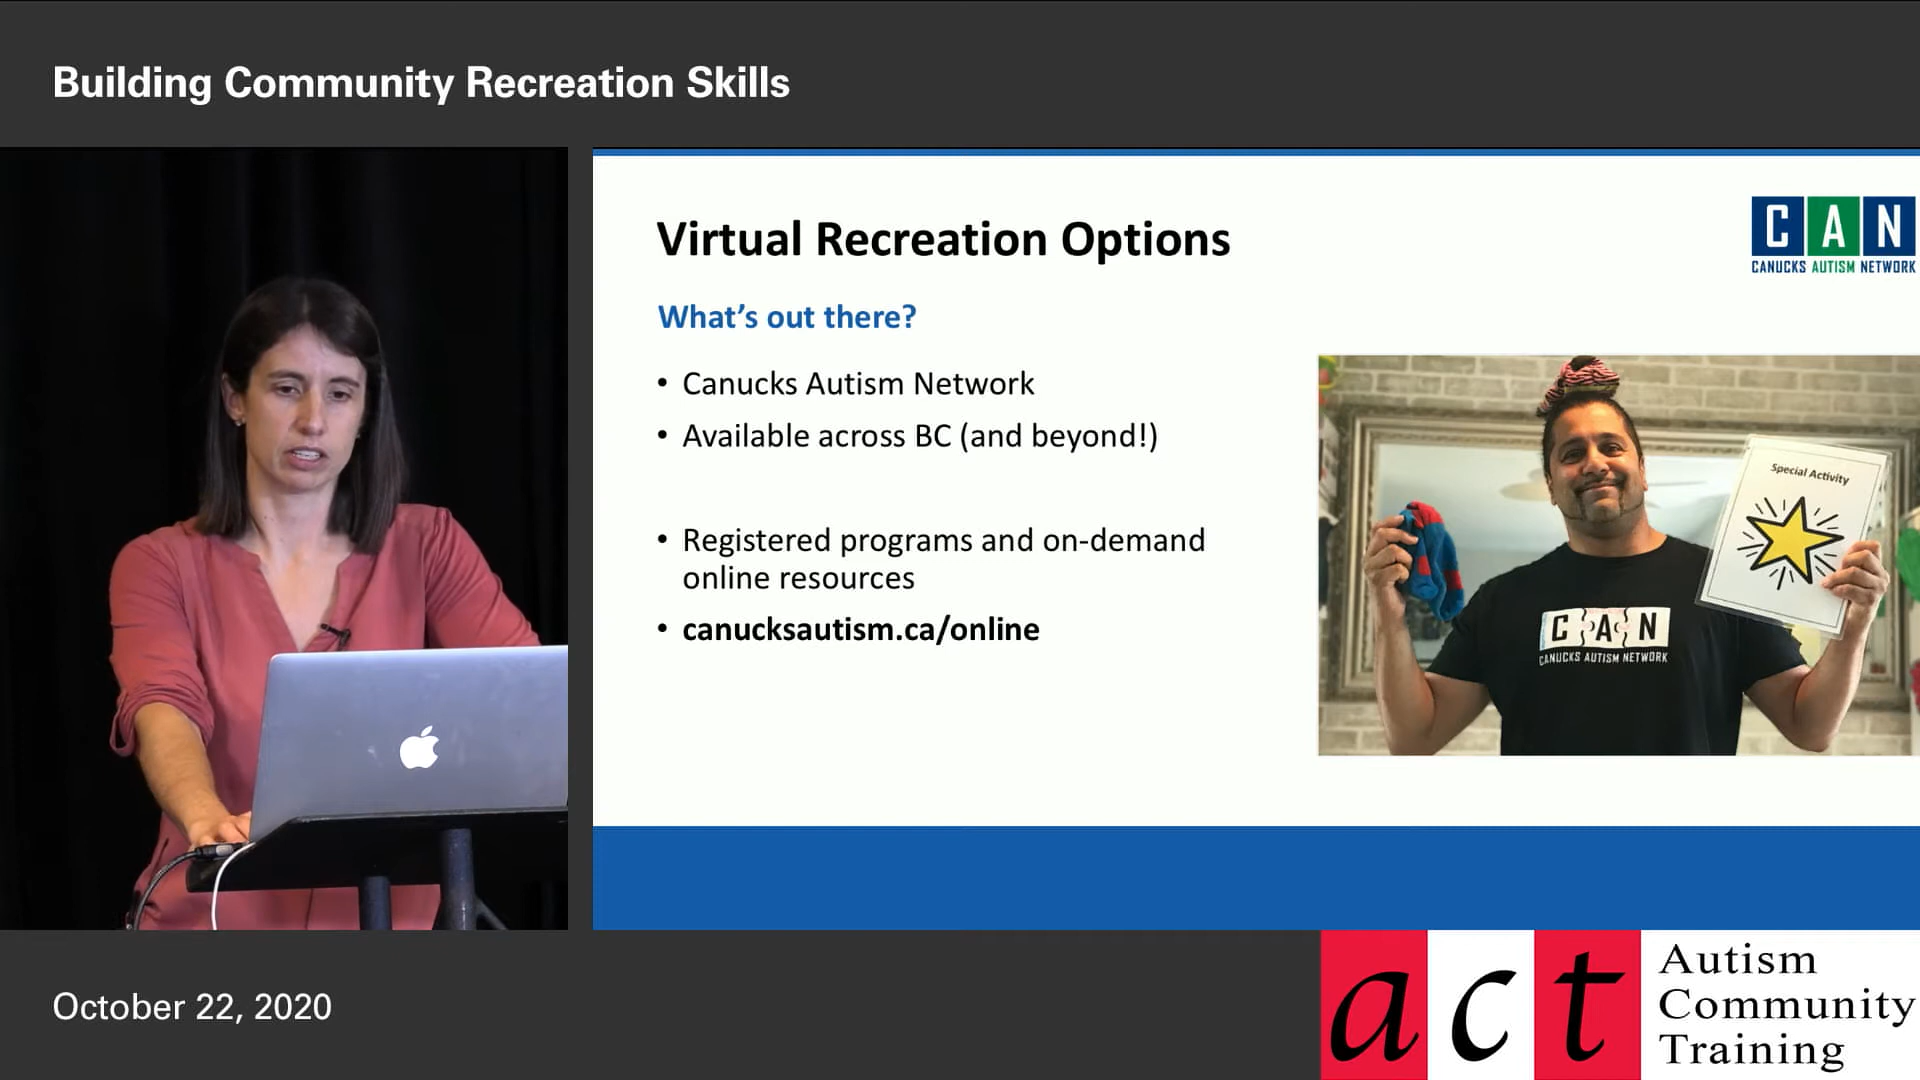 Building Community Recreation Skills
Virtual Recreation Options
CAN
CANUCKS AUTISM NETWORK
What's out there?
• Canucks Autism Network
• Available across BC (and beyond!)
• Registered programs and on-demand
online resources
• canucksautism.ca/online
Special Activity
CAN
CANUCKS AUTISM NETWORK
October 22, 2020
act
Autism
Community
Training